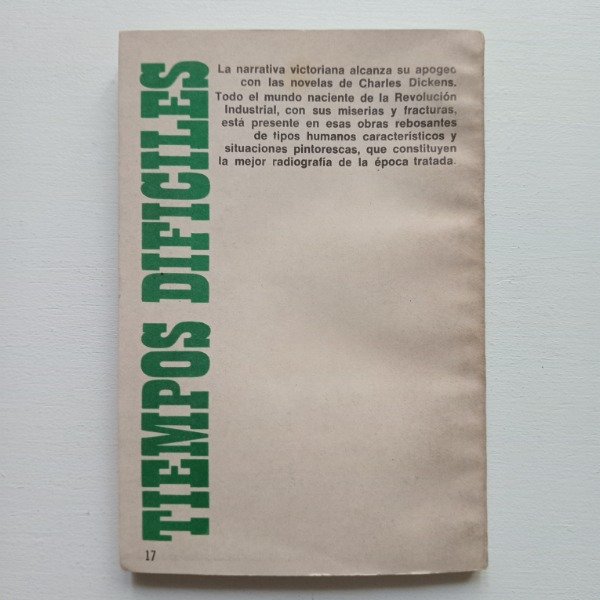 TIEMPOS DIFICILES
La narrativa victoriana alcanza su apogeo
con las novelas de Charles Dickens.
Todo el mundo naciente de la Revolución
Industrial, con sus miserias y fracturas,
está presente en esas obras rebosantes
de tipos humanos característicos y
situaciones pintorescas, que constituyen
la mejor radiografía de la época tratada.
17